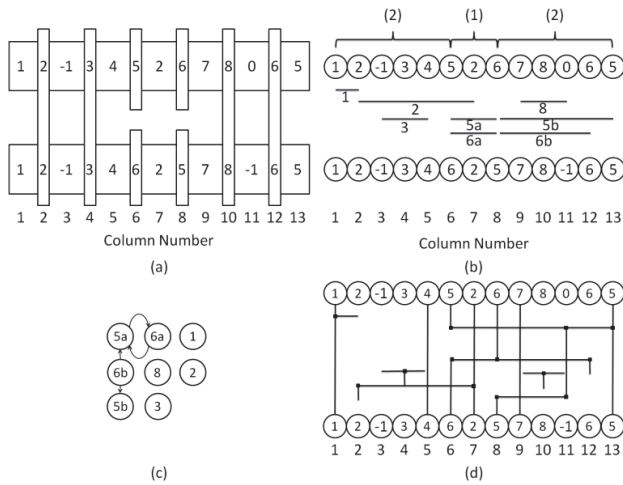 1 2 -1 3 4 5 2 6 7 8 0 6 5
1 2 -1 3 4 6 2 5 7 8 -1 6 5
1 2 3 4 5 6 7 8 9 10 11 12 13
Column Number
(a)
(2) (1) (2)
1 2 -1 3 4 5 2 6 7 8 0 6 5
1
2 8
3 5a 5b
6a 6b
1 2 -1 3 4 6 2 5 7 8 -1 6 5
1 2 3 4 5 6 7 8 9 10 11 12 13
Column Number
(b)
5a 6a 1
6b 8 2
5b 3
(c)
1 2 -1 3 4 5 2 6 7 8 0 6 5
1 2 -1 3 4 6 2 5 7 8 -1 6 5
1 2 3 4 5 6 7 8 9 10 11 12 13
(d)